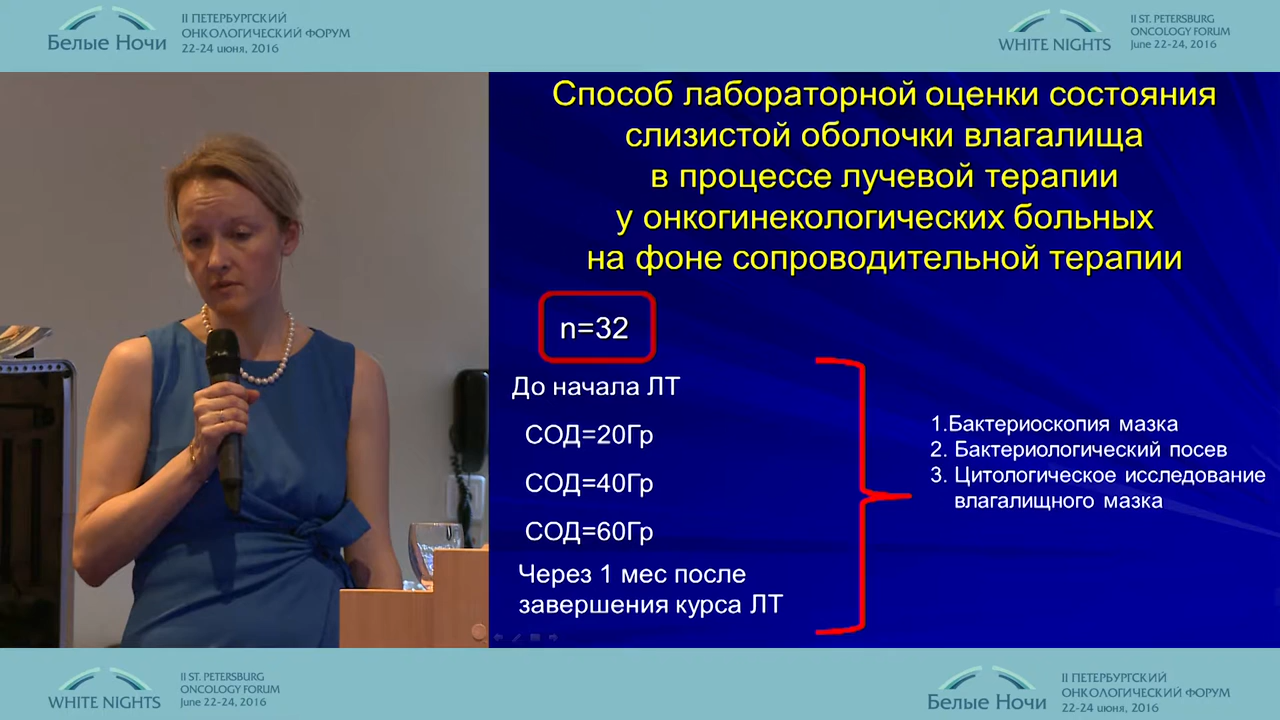 Белые Ночи
II ПЕТЕРБУРГСКИЙ
ОНКОЛОГИЧЕСКИЙ ФОРУМ
22-24 июня, 2016
WHITE NIGHTS
II ST. PETERSBURG
ONCOLOGY FORUM
June 22-24, 2016
Способ лабораторной оценки состояния
слизистой оболочки влагалища
в процессе лучевой терапии
у онкогинекологических больных
на фоне сопроводительной терапии
n=32
До начала ЛТ
СОД=20Гр
СОД=40Гр
СОД=60Гр
Через 1 мес после
завершения курса ЛТ
1.Бактериоскопия мазка
2. Бактериологический посев
3. Цитологическое исследование
влагалищного мазка
WHITE NIGHTS
II ST. PETERSBURG
ONCOLOGY FORUM
June 22-24, 2016
Белые Ночи
II ПЕТЕРБУРГСКИЙ
ОНКОЛОГИЧЕСКИЙ ФОРУМ
22-24 июня, 2016